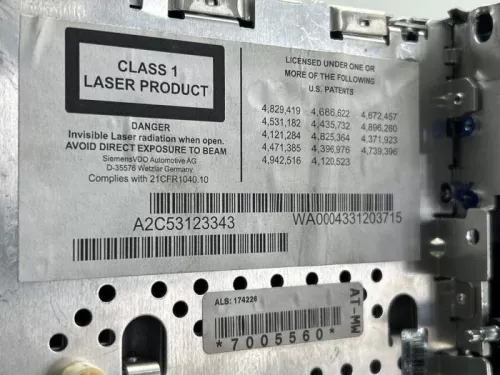 CLASS 1
LASER PRODUCT
DANGER
Invisible Laser radiation when open.
AVOID DIRECT EXPOSURE TO BEAM
SiemensVDO Automotive AG
D-35576 Wetzlar Germany
Complies with 21CFR1040.10
LICENSED UNDER ONE OR
MORE OF THE FOLLOWING
U.S. PATENTS
4,829,419 4,686,622 4,672,457
4,531,182 4,435,732 4,896,260
4,121,284 4,825,364 4,371,923
4,471,385 4,396,976 4,739,396
4,942,516 4,120,523
A2C53123343 WA0004331203715
ALS: 174226
*7005560*
AT-MW